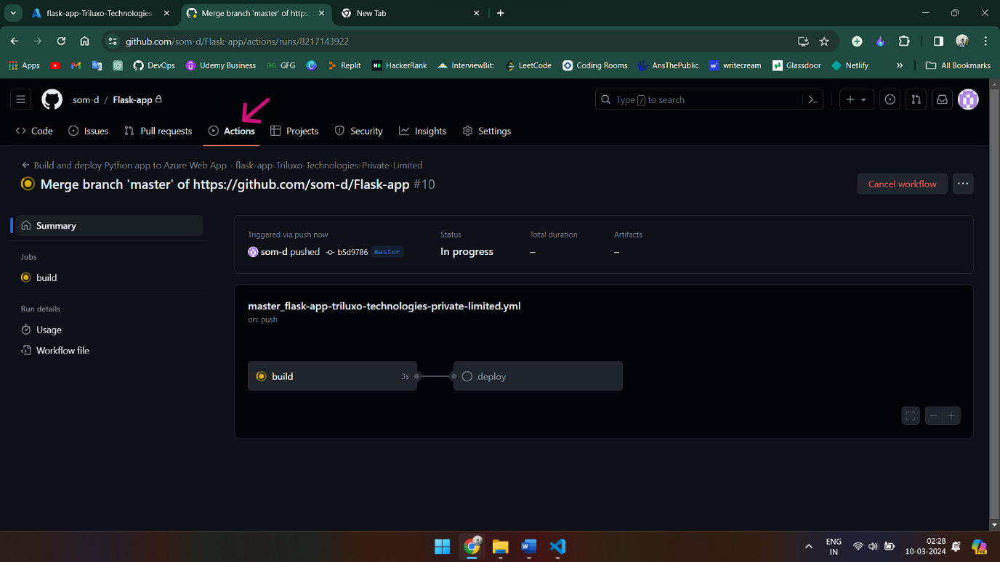 flask-app-Triluxo-Technologies
Merge branch 'master' of https:
New Tab
github.com/som-d/Flask-app/actions/runs/8217143922
Apps
DevOps
Udemy Business
GFG
Replit
HackerRank
InterviewBit:
LeetCode
Coding Rooms
AnsThePublic
writecream
Glassdoor
Netlify
»
All Bookmarks
som-d / Flask-app
Type / to search
Code
Issues
Pull requests
Actions
Projects
Security
Insights
Settings
Build and deploy Python app to Azure Web App - flask-app-Triluxo-Technologies-Private-Limited
Merge branch 'master' of https://github.com/som-d/Flask-app #10
Cancel workflow
Summary
Jobs
build
Run details
Usage
Workflow file
Triggered via push now
som-d pushed b5d9786 master
Status
In progress
Total duration
–
Artifacts
–
master_flask-app-triluxo-technologies-private-limited.yml
on: push
build 3s
deploy
ENG
IN
02:28
10-03-2024
PRE